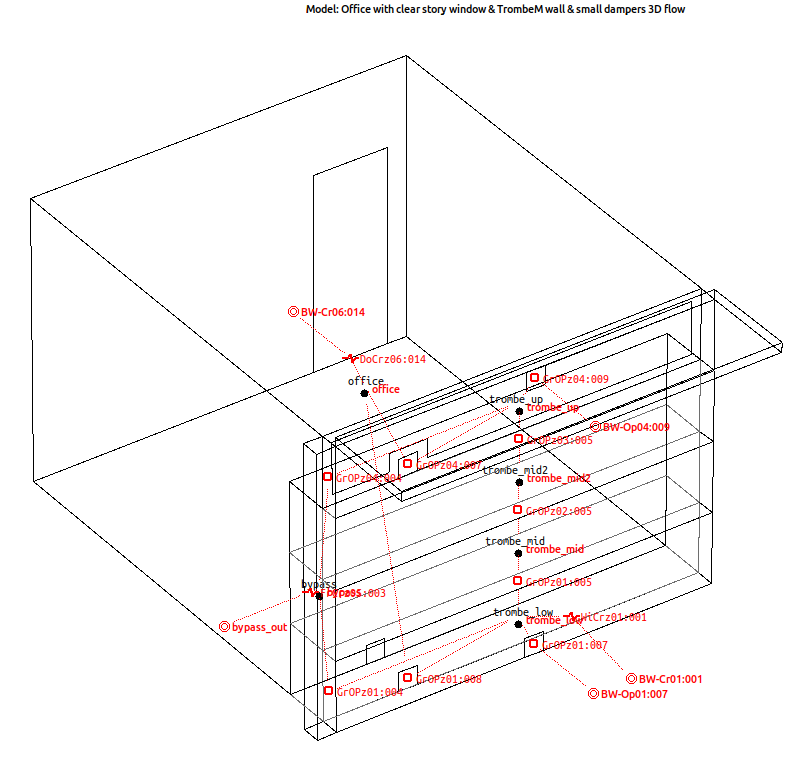 Model: Office with clear story window & TrombeM wall & small dampers 3D flow
BW-Cr06:014
DoCrz06:014
office
office
GrOPz04:009
trombe_up
trombe_up
BW-Op04:009
GrOPz03:005
GrOPz04:004
GrOPz04:007
trombe_mid2
trombe_mid2
GrOPz02:005
trombe_mid
trombe_mid
GrOPz01:005
bypass
bypass
:003
bypass_out
trombe_low
trombe_low
WiCrz01:001
GrOPz01:007
GrOPz01:004
GrOPz01:008
BW-Cr01:001
BW-Op01:007